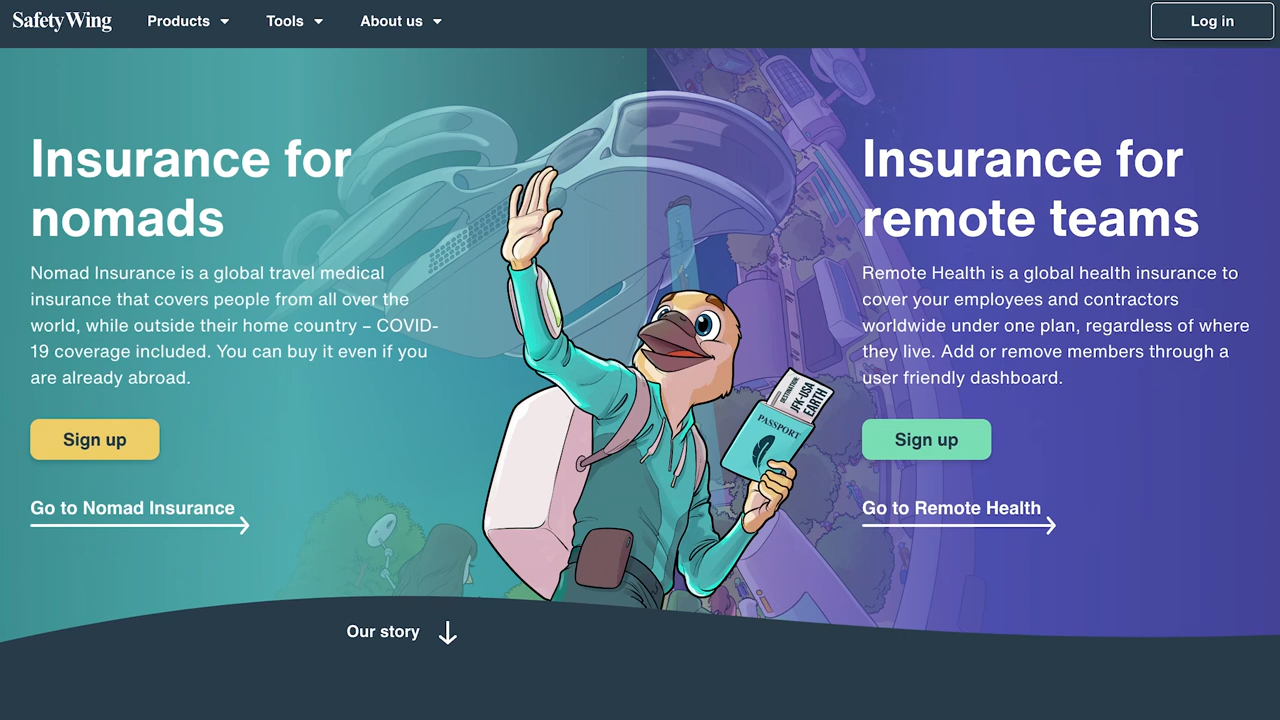 SafetyWing
Products
Tools
About us
Log in
Insurance for
nomads
Nomad Insurance is a global travel medical
insurance that covers people from all over the
world, while outside their home country – COVID-
19 coverage included. You can buy it even if you
are already abroad.
Sign up
Go to Nomad Insurance
DESTINATION:
JFK-USA
EARTH
PASSPORT
Insurance for
remote teams
Remote Health is a global health insurance to
cover your employees and contractors
worldwide under one plan, regardless of where
they live. Add or remove members through a
user friendly dashboard.
Sign up
Go to Remote Health
Our story